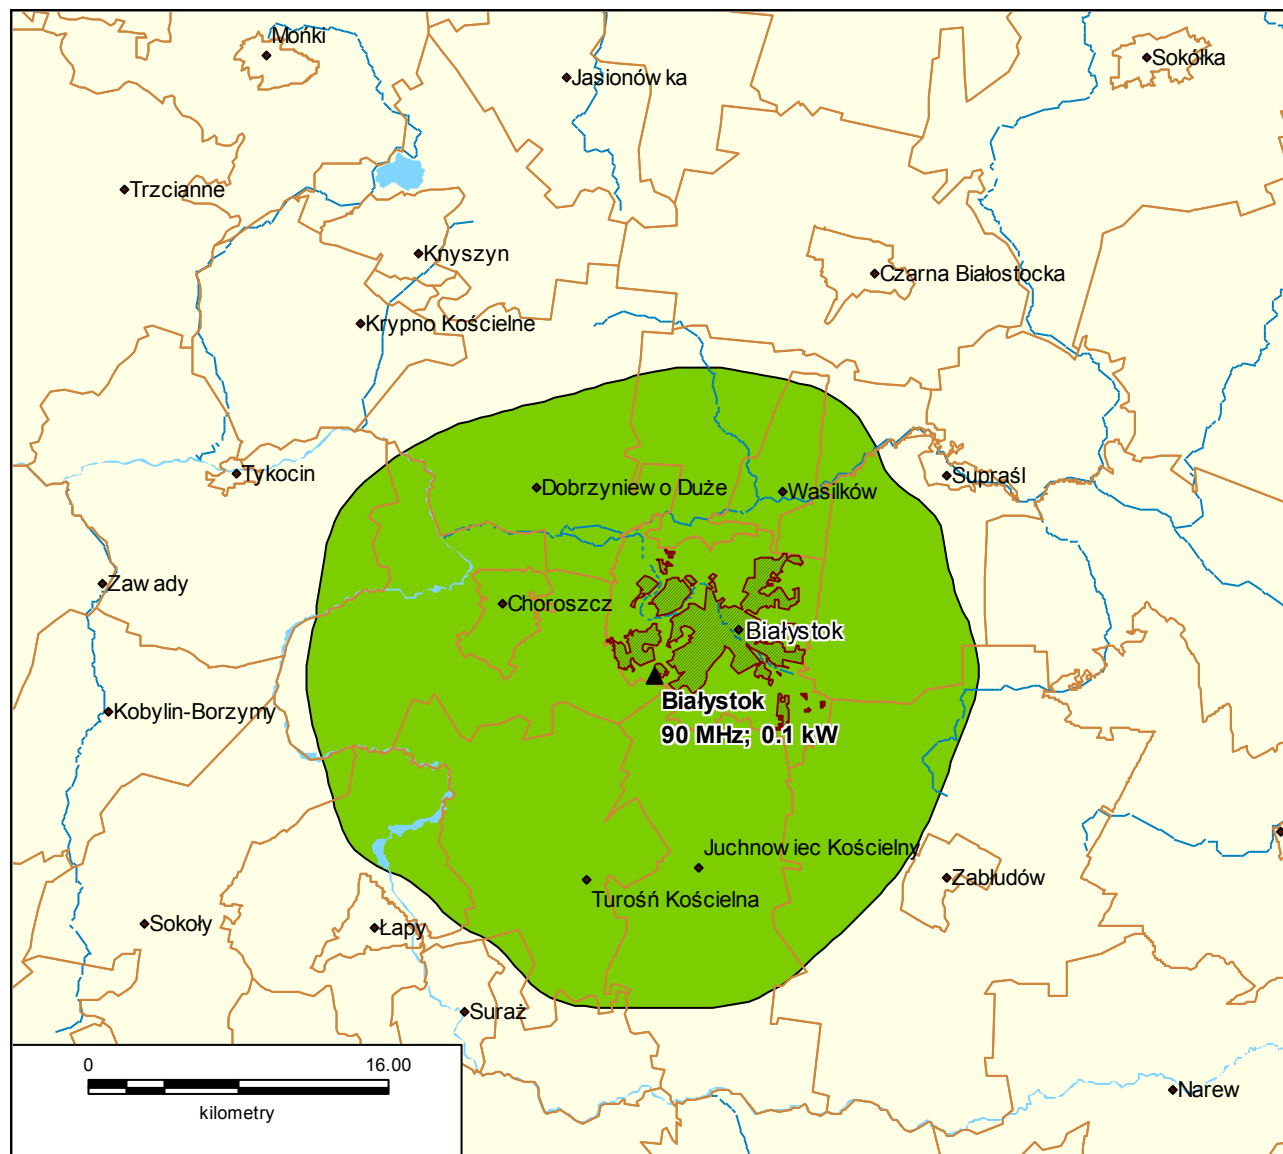 Mońki
Sokółka
Jasionówka
Trzcianne
Knyszyn
Czarna Białostocka
Krypno Kościelne
Tykocin
Supraśl
Dobrzyniewo Duże
Wasilków
Zawady
Choroszcz
Białystok
Białystok
90 MHz; 0.1 kW
Kobylin-Borzymy
Juchnowiec Kościelny
Zabłudów
Turośń Kościelna
Sokoły
Łapy
Suraż
0 16.00
kilometry
Narew